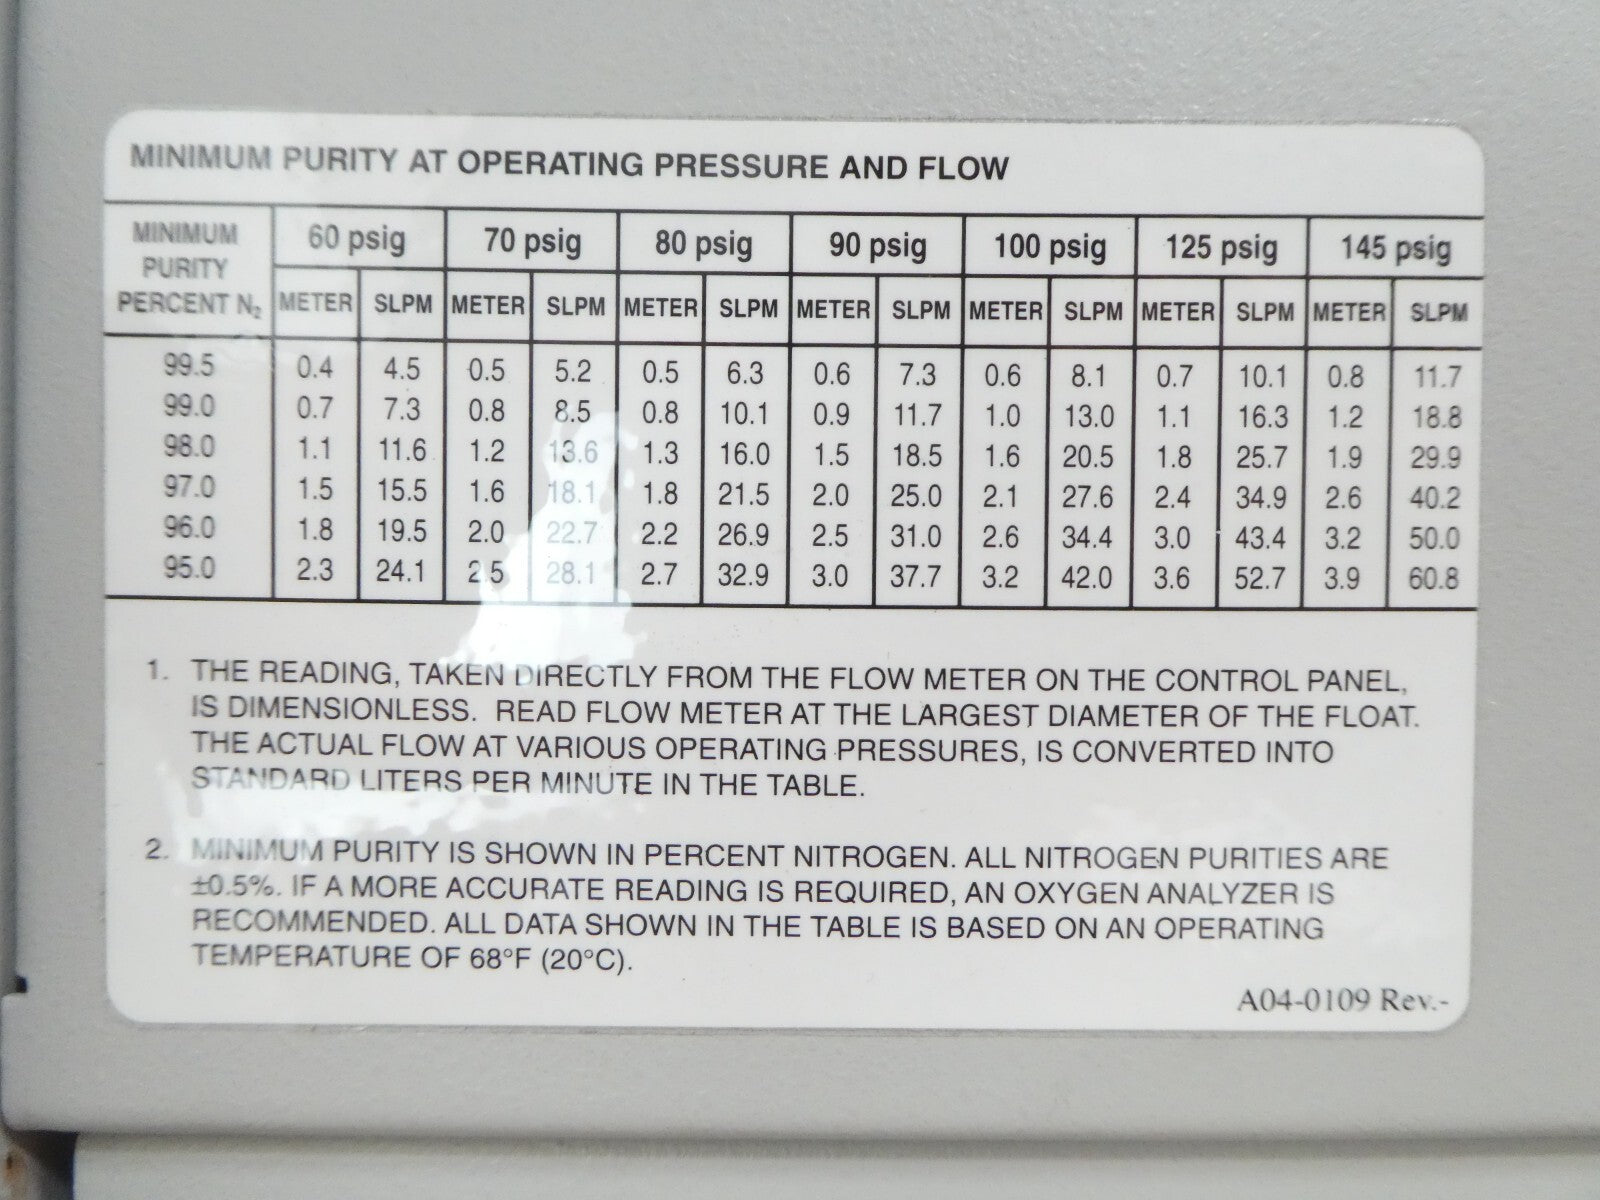 MINIMUM PURITY AT OPERATING PRESSURE AND FLOW
MINIMUM PURITY PERCENT N₂ 60 psig 70 psig 80 psig 90 psig 100 psig 125 psig 145 psig
METER SLPM METER SLPM METER SLPM METER SLPM METER SLPM METER SLPM METER SLPM
99.5 0.4 4.5 0.5 5.2 0.5 6.3 0.6 7.3 0.6 8.1 0.7 10.1 0.8 11.7
99.0 0.7 7.3 0.8 8.5 0.8 10.1 0.9 11.7 1.0 13.0 1.1 16.3 1.2 18.8
98.0 1.1 11.6 1.2 13.6 1.3 16.0 1.5 18.5 1.6 20.5 1.8 25.7 1.9 29.9
97.0 1.5 15.5 1.6 18.1 1.8 21.5 2.0 25.0 2.1 27.6 2.4 34.9 2.6 40.2
96.0 1.8 19.5 2.0 22.7 2.2 26.9 2.5 31.0 2.6 34.4 3.0 43.4 3.2 50.0
95.0 2.3 24.1 2.5 28.1 2.7 32.9 3.0 37.7 3.2 42.0 3.6 52.7 3.9 60.8
1. THE READING, TAKEN DIRECTLY FROM THE FLOW METER ON THE CONTROL PANEL,
IS DIMENSIONLESS. READ FLOW METER AT THE LARGEST DIAMETER OF THE FLOAT.
THE ACTUAL FLOW AT VARIOUS OPERATING PRESSURES, IS CONVERTED INTO
STANDARD LITERS PER MINUTE IN THE TABLE.
2. MINIMUM PURITY IS SHOWN IN PERCENT NITROGEN. ALL NITROGEN PURITIES ARE
±0.5%. IF A MORE ACCURATE READING IS REQUIRED, AN OXYGEN ANALYZER IS
RECOMMENDED. ALL DATA SHOWN IN THE TABLE IS BASED ON AN OPERATING
TEMPERATURE OF 68°F (20°C).
A04-0109 Rev.-